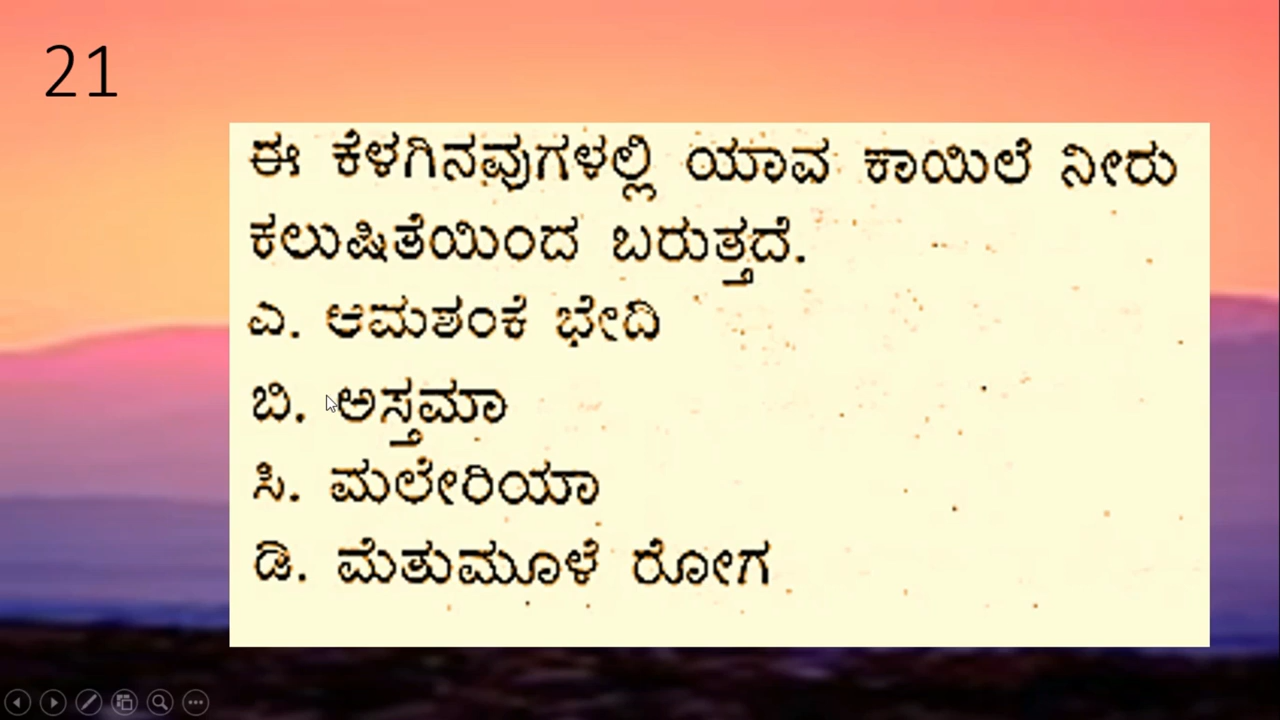 21
ಈ ಕೆಳಗಿನವುಗಳಲ್ಲಿ ಯಾವ ಕಾಯಿಲೆ ನೀರು
ಕಲುಷಿತೆಯಿಂದ ಬರುತ್ತದೆ.
ಎ. ಆಮಶಂಕೆ ಭೇದಿ
ಬಿ. ಅಸ್ತಮಾ
ಸಿ. ಮಲೇರಿಯಾ
ಡಿ. ಮೆತುಮೂಳೆ ರೋಗ